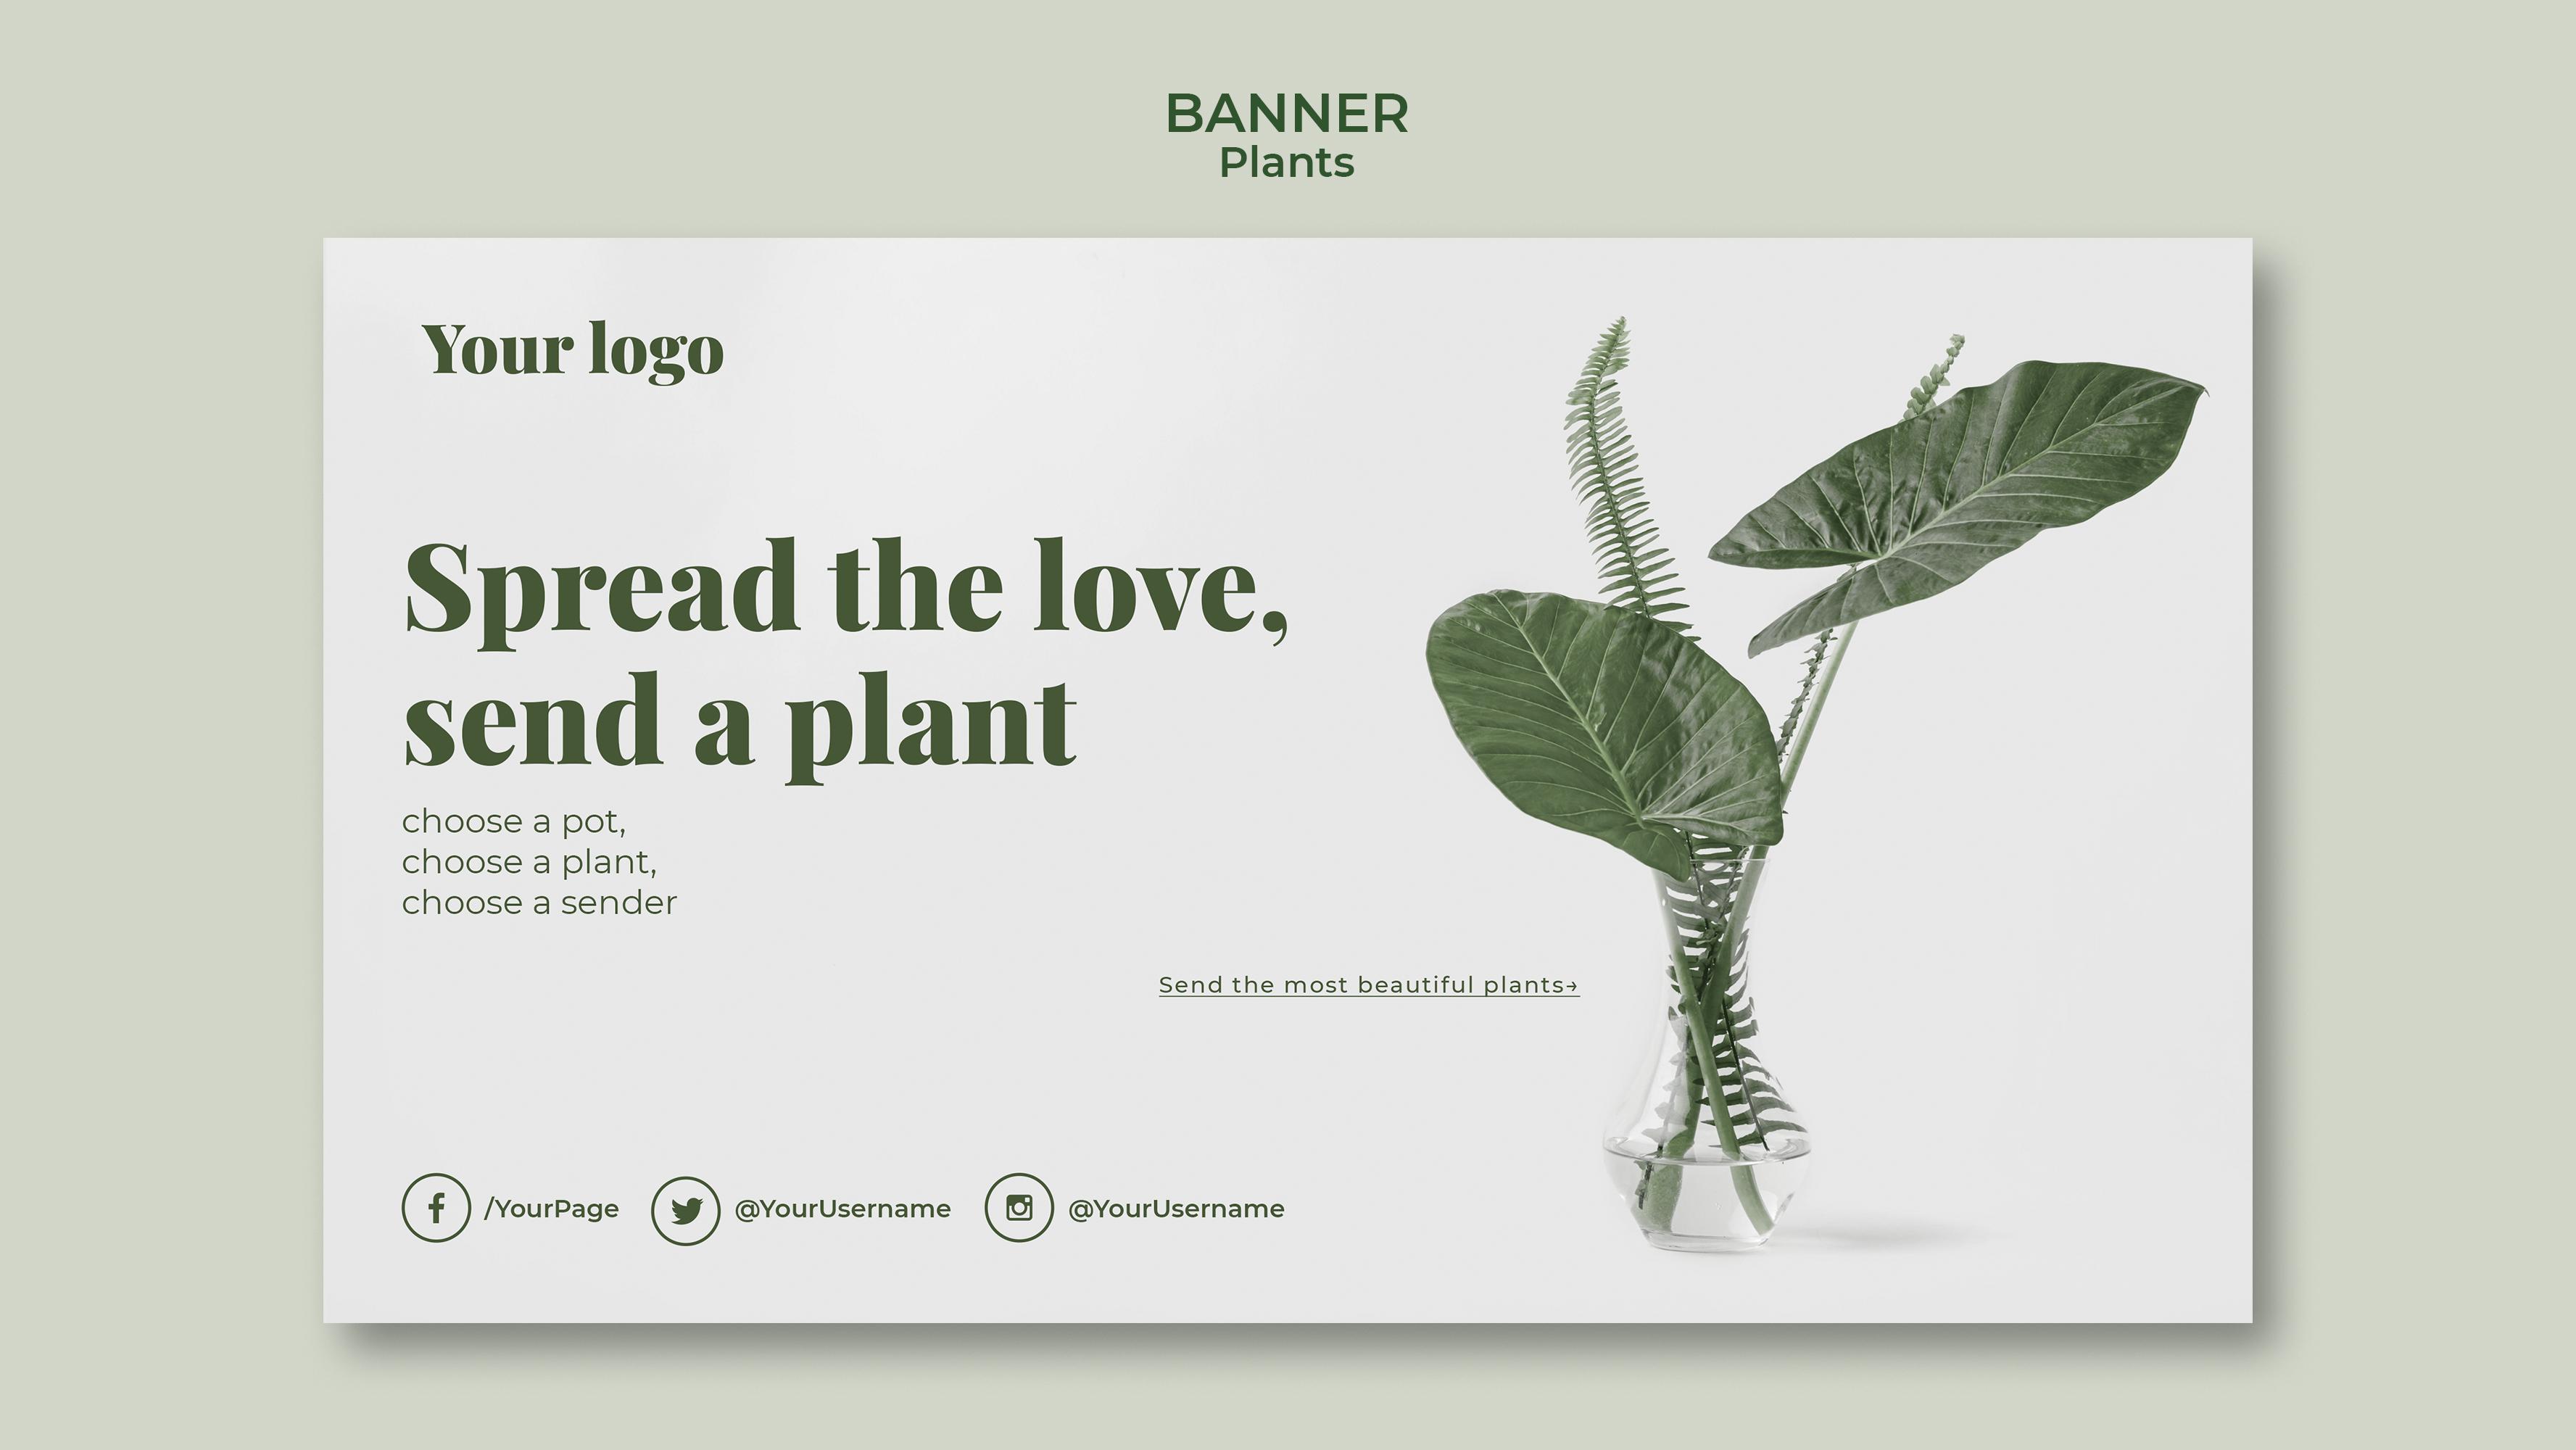 BANNER
Plants
Your logo
Spread the love,
send a plant
choose a pot,
choose a plant,
choose a sender
Send the most beautiful plants→
/YourPage @YourUsername @YourUsername